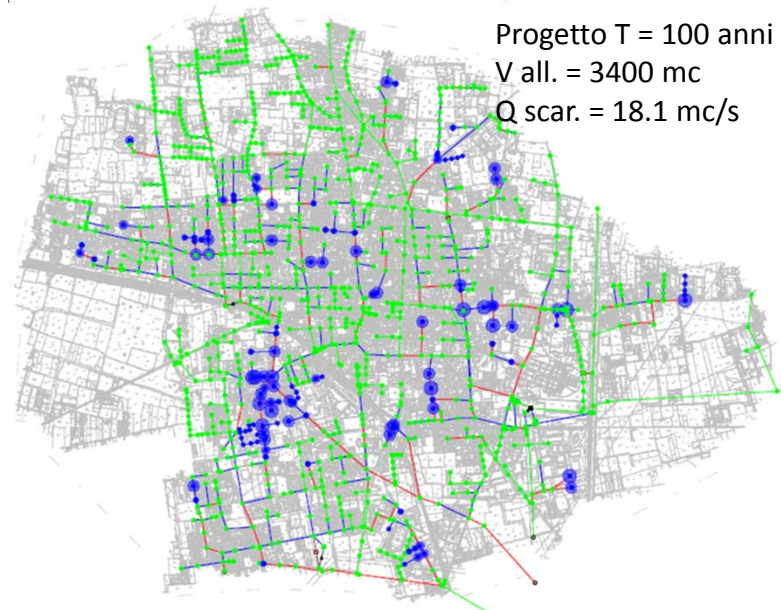 Progetto T = 100 anni
V all. = 3400 mc
Q scar. = 18.1 mc/s